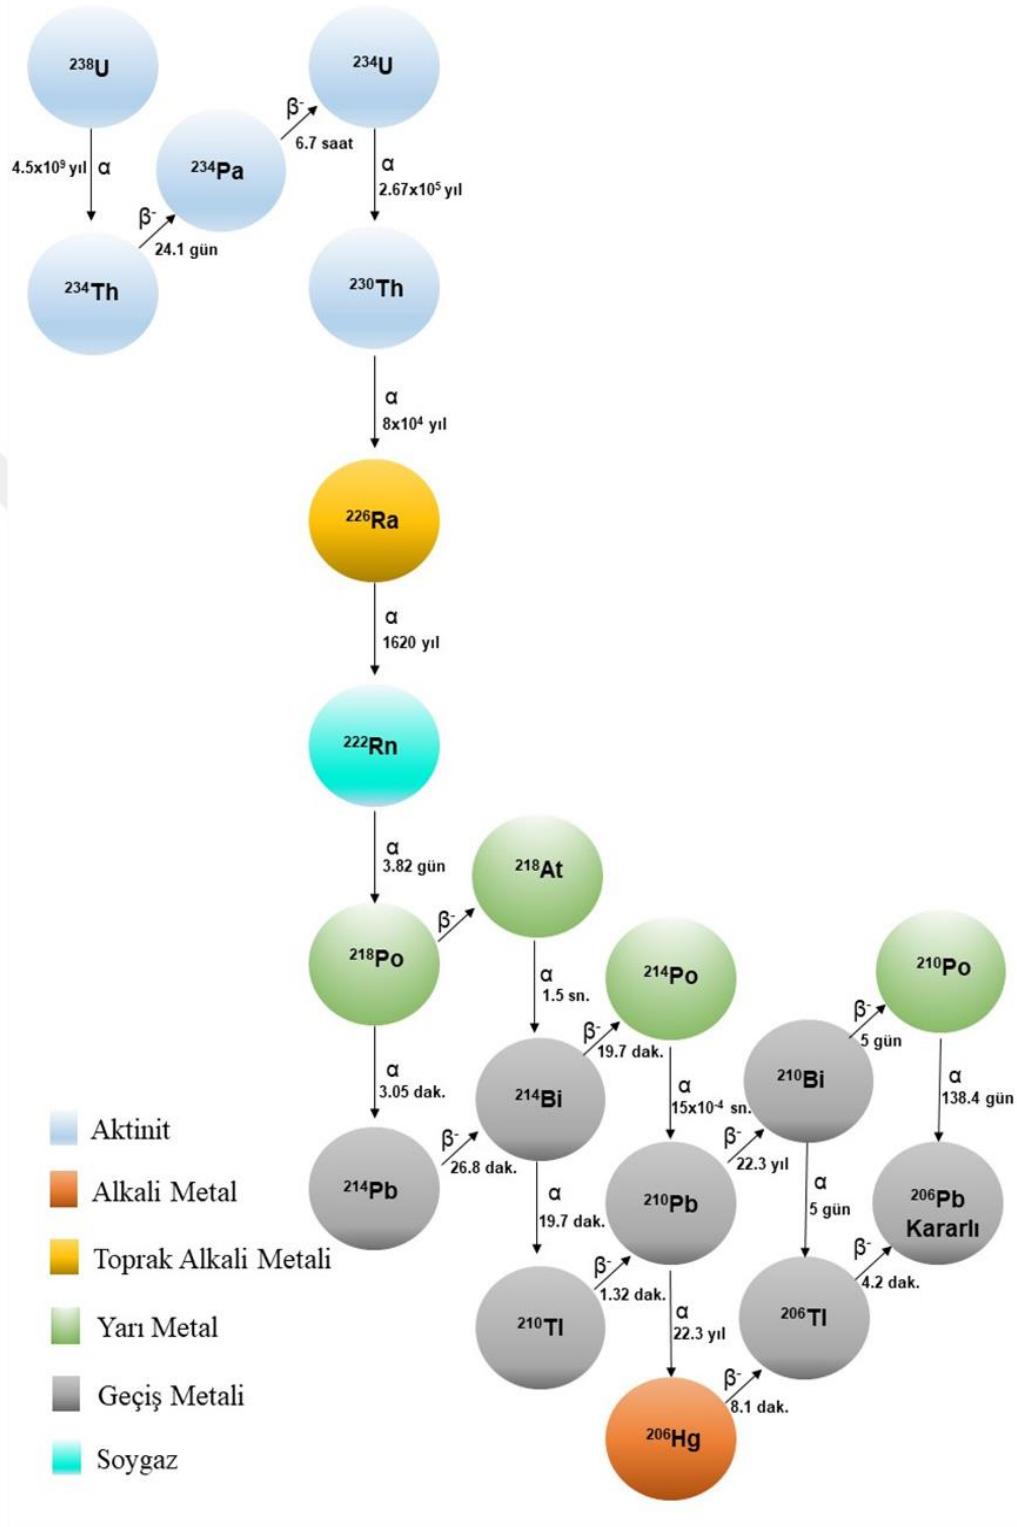 ²³⁸U
²³⁴U
β⁻
6.7 saat
²³⁴Pa
4.5x10⁹ yıl α
α
2.67x10⁵ yıl
β⁻
24.1 gün
²³⁴Th
²³⁰Th
α
8x10⁴ yıl
²²⁶Ra
α
1620 yıl
²²²Rn
α
3.82 gün
²¹⁸At
β⁻
²¹⁸Po
α
1.5 sn.
²¹⁴Po
²¹⁰Po
β⁻
19.7 dak.
β⁻
5 gün
α
3.05 dak.
²¹⁴Bi
α
15x10⁻⁴ sn.
²¹⁰Bi
α
138.4 gün
β⁻
26.8 dak.
β⁻
22.3 yıl
²¹⁴Pb
α
19.7 dak.
²¹⁰Pb
α
5 gün
²⁰⁶Pb
Kararlı
β⁻
1.32 dak.
β⁻
4.2 dak.
²¹⁰Tl
α
22.3 yıl
²⁰⁶Tl
β⁻
8.1 dak.
²⁰⁶Hg
Aktinit
Alkali Metal
Toprak Alkali Metali
Yarı Metal
Geçiş Metali
Soygaz